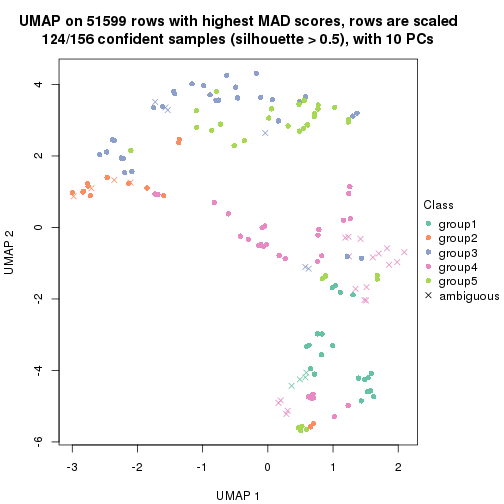 UMAP on 51599 rows with highest MAD scores, rows are scaled
124/156 confident samples (silhouette > 0.5), with 10 PCs
4
2
0
-2
-4
-6
UMAP 2
-3
-2
-1
0
1
2
UMAP 1
Class
group1
group2
group3
group4
group5
ambiguous